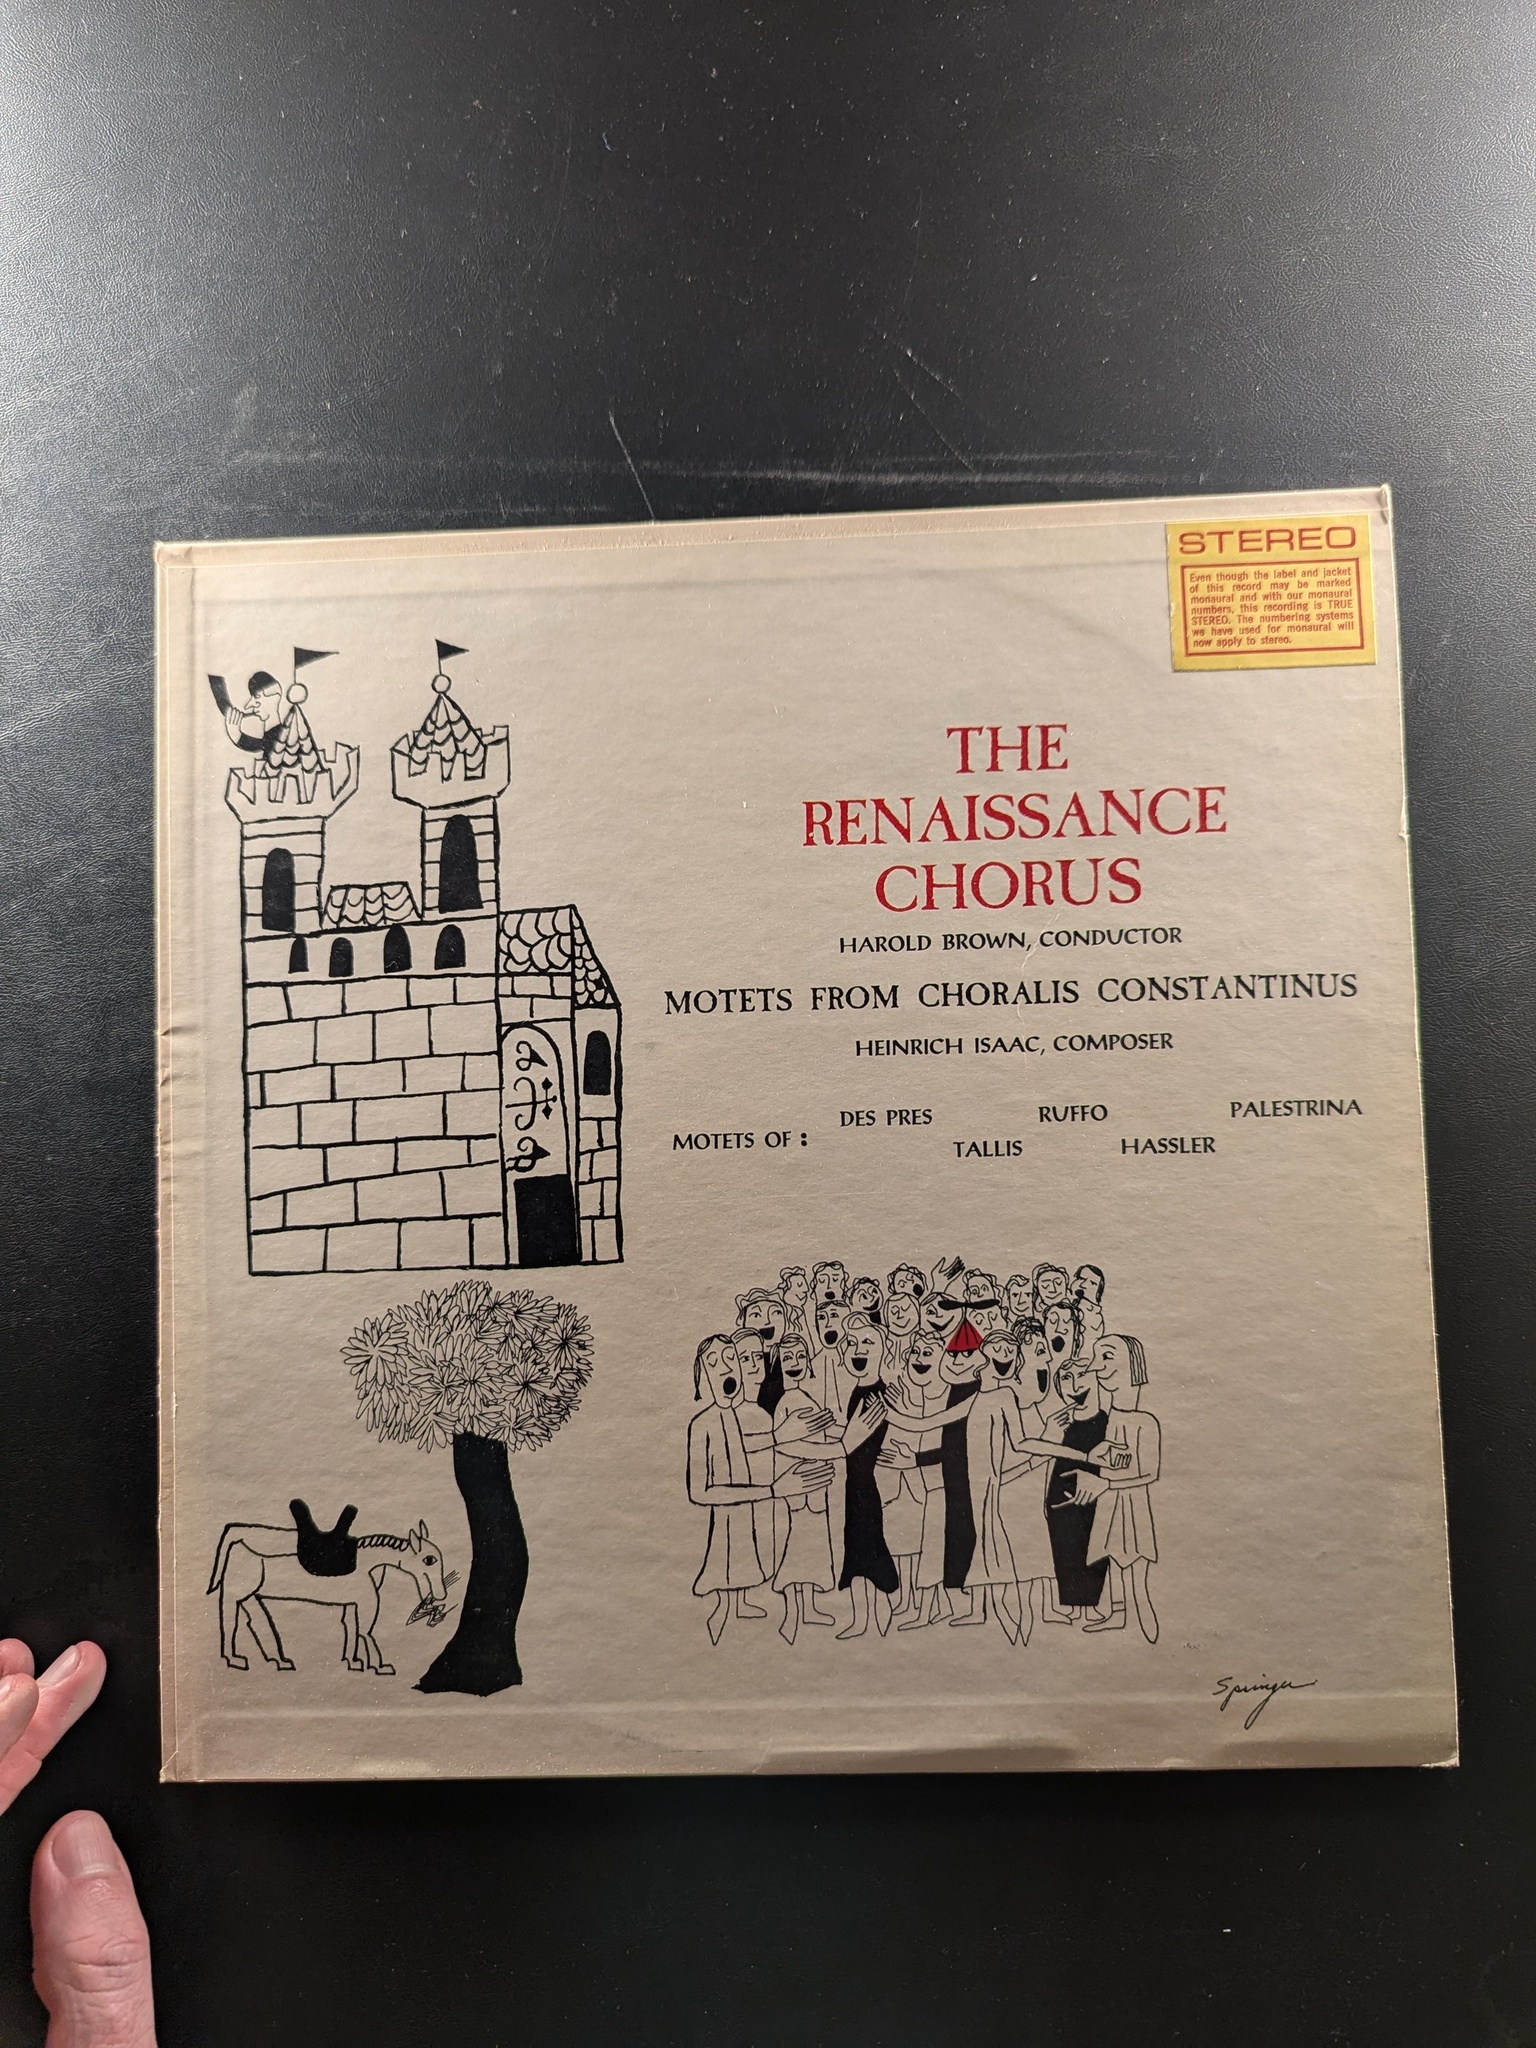 STEREO
Even though the label and jacket
of this record may be marked
monaural and with our monaural
numbers, this recording is TRUE
STEREO. The numbering systems
we have used for monaural will
now apply to stereo.
THE
RENAISSANCE
CHORUS
HAROLD BROWN, CONDUCTOR
MOTETS FROM CHORALIS CONSTANTINUS
HEINRICH ISAAC, COMPOSER
MOTETS OF :
DES PRES RUFFO PALESTRINA
TALLIS HASSLER
Springer